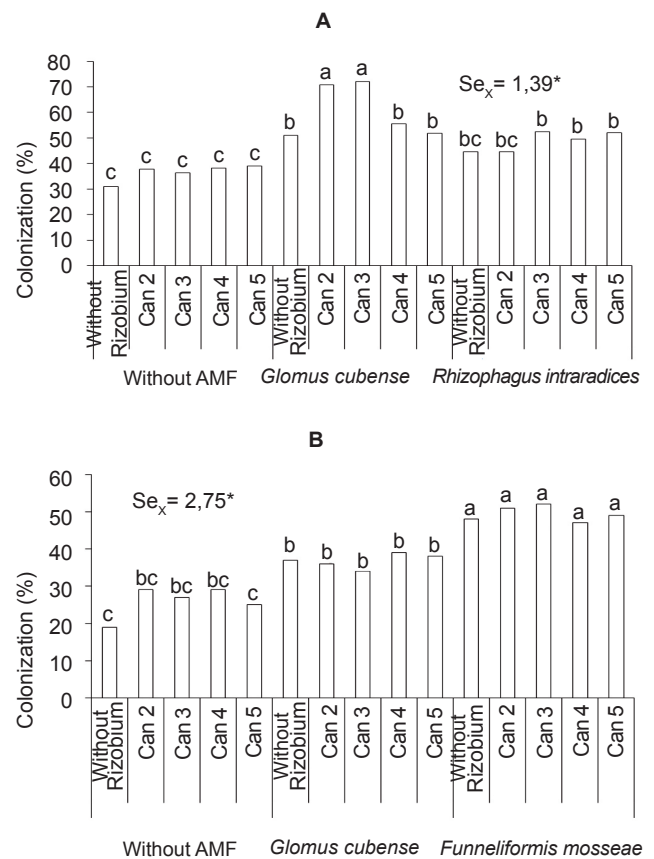 A
Colonization (%)
80
70
60
50
40
30
20
10
0
c c c c c b a a b b bc bc b b b
Se_x= 1,39*
Without Rizobium Can 2 Can 3 Can 4 Can 5 Without Rizobium Can 2 Can 3 Can 4 Can 5 Without Rizobium Can 2 Can 3 Can 4 Can 5
Without AMF Glomus cubense Rhizophagus intraradices
B
Colonization (%)
60
50
40
30
20
10
0
Se_x= 2,75*
c bc bc bc c b b b b b a a a a a
Without Rizobium Can 2 Can 3 Can 4 Can 5 Without Rizobium Can 2 Can 3 Can 4 Can 5 Without Rizobium Can 2 Can 3 Can 4 Can 5
Without AMF Glomus cubense Funneliformis mosseae